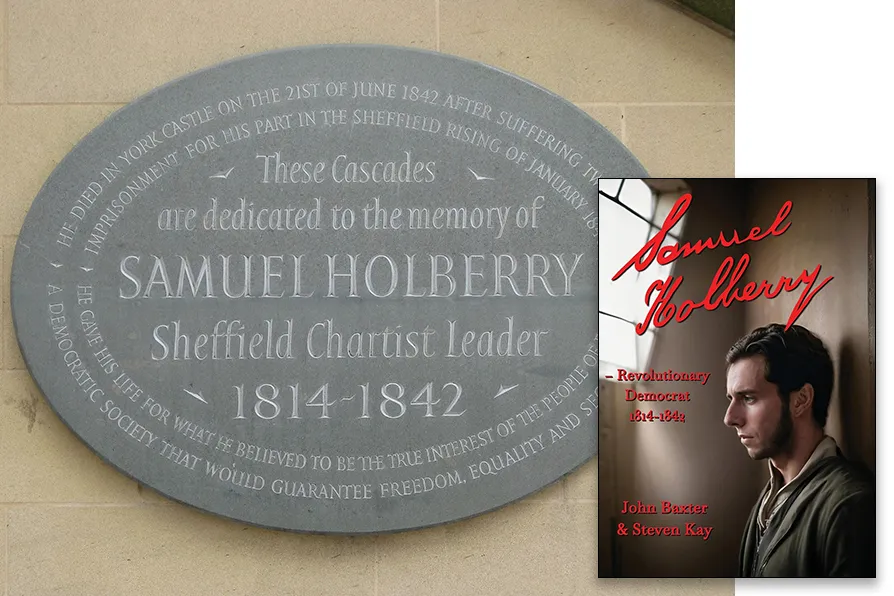 HE DIED IN YORK CASTLE ON THE 21ST OF JUNE 1842 AFTER SUFFERING
IMPRISONMENT FOR HIS PART IN THE SHEFFIELD RISING OF JANUARY
These Cascades
are dedicated to the memory of
SAMUEL HOLBERRY
Sheffield Chartist Leader
1814-1842
HE GAVE HIS LIFE FOR WHAT HE BELIEVED TO BE THE TRUE INTEREST OF THE PEOPLE OF
A DEMOCRATIC SOCIETY THAT WOULD GUARANTEE FREEDOM, EQUALITY AND
Samuel
Holberry
– Revolutionary
Democrat
1814-1842
John Baxter
& Steven Kay